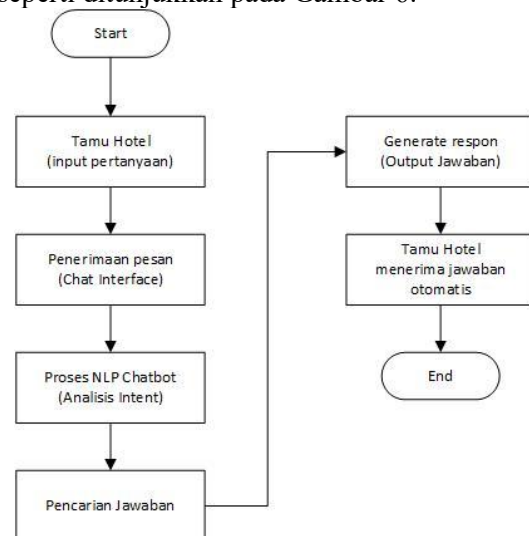 seperti ditunjukkan pada Gambar 6.
Start
Tamu Hotel
(input pertanyaan)
Penerimaan pesan
(Chat Interface)
Proses NLP Chatbot
(Analisis Intent)
Pencarian Jawaban
Generate respon
(Output Jawaban)
Tamu Hotel
menerima jawaban
otomatis
End